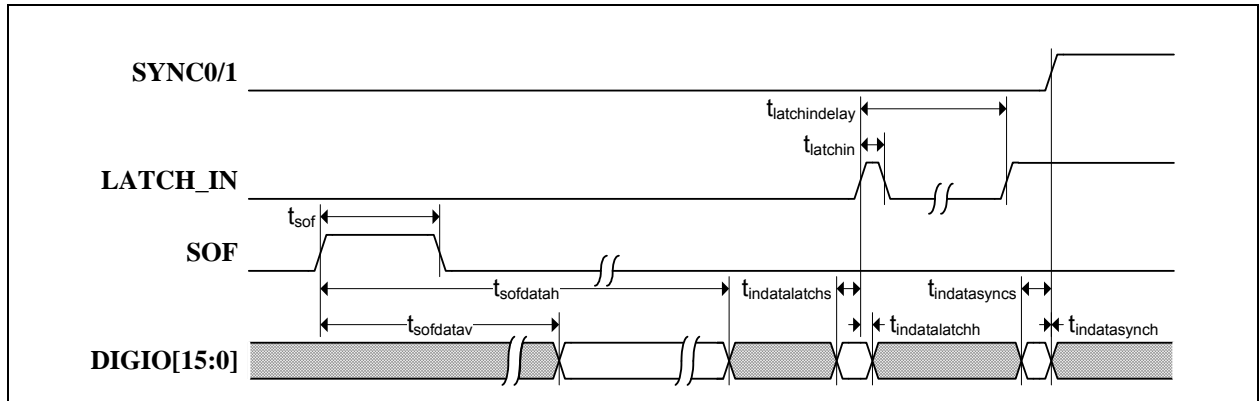 SYNC0/1
tlatchindelay
tlatchin
LATCH_IN
tsof
SOF
tsofdatah
tindatalatchs
tindatasyncs
tsofdatav
tindatalatchh
tindatasynch
DIGIO[15:0]